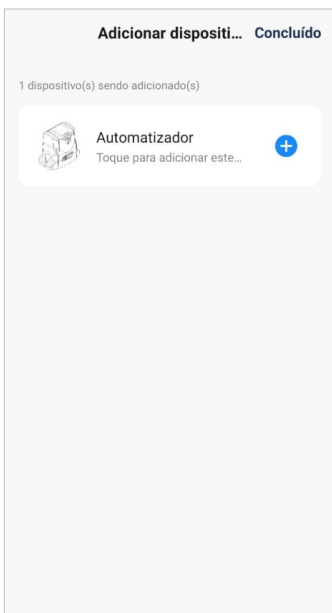 Adicionar dispositi... Concluído
1 dispositivo(s) sendo adicionado(s)
Automatizador
Toque para adicionar este...